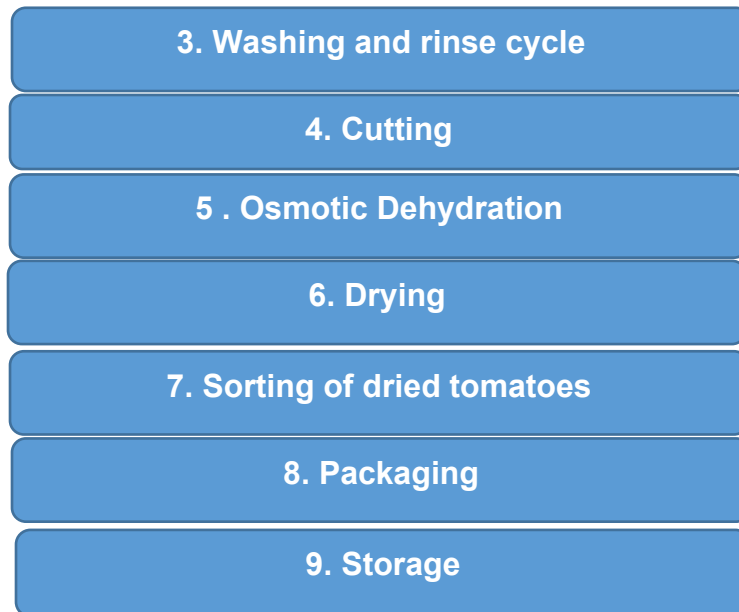 3. Washing and rinse cycle
4. Cutting
5 . Osmotic Dehydration
6. Drying
7. Sorting of dried tomatoes
8. Packaging
9. Storage